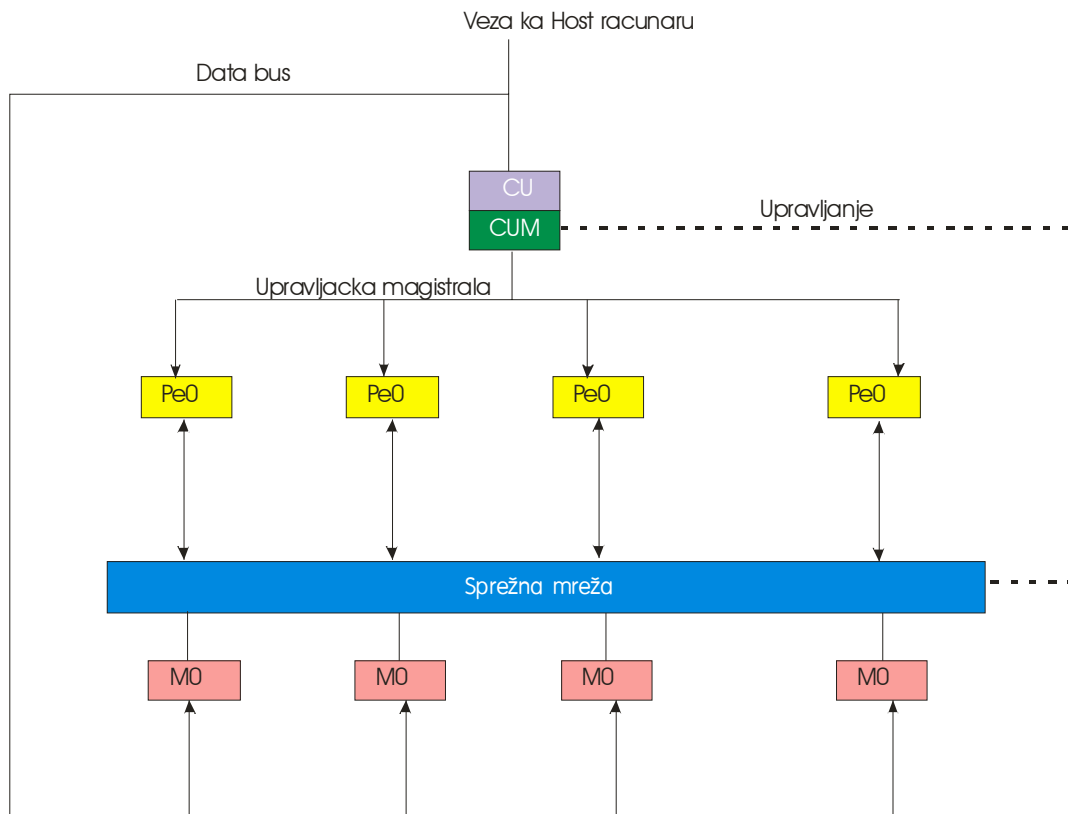 Veza ka Host racunaru
Data bus
CU
Upravljanje
CUM
Upravljacka magistrala
Pe0 Pe0 Pe0 Pe0
Sprežna mreža
M0 M0 M0 M0